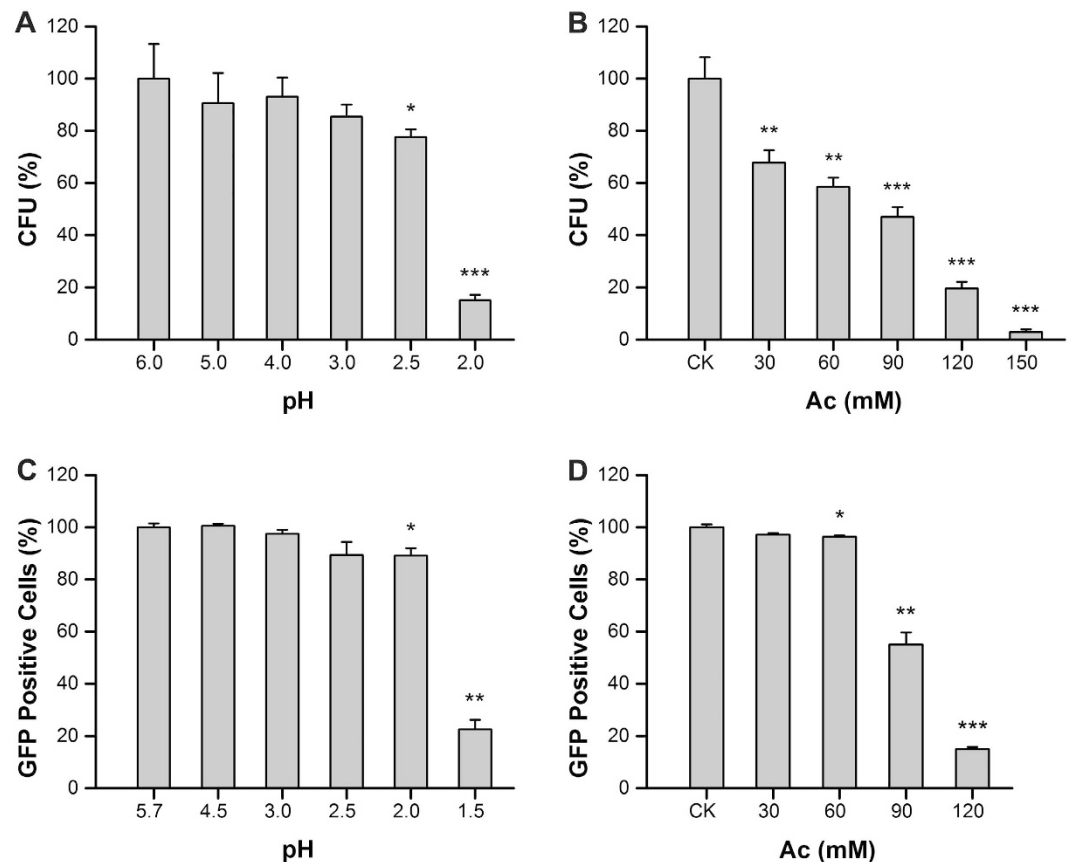 A
120
100
80
60
40
20
0
CFU (%)
*
***
6.0 5.0 4.0 3.0 2.5 2.0
pH
B
120
100
80
60
40
20
0
CFU (%)
**
**
***
***
***
CK 30 60 90 120 150
Ac (mM)
C
120
100
80
60
40
20
0
GFP Positive Cells (%)
*
**
5.7 4.5 3.0 2.5 2.0 1.5
pH
D
120
100
80
60
40
20
0
GFP Positive Cells (%)
*
**
***
CK 30 60 90 120
Ac (mM)